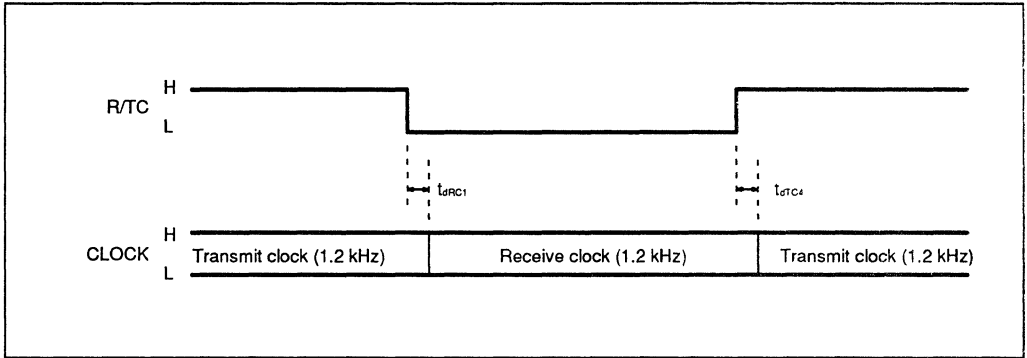 H
R/TC
L
tdRC1
tdTC4
H
CLOCK
Transmit clock (1.2 kHz)
Receive clock (1.2 kHz)
Transmit clock (1.2 kHz)
L